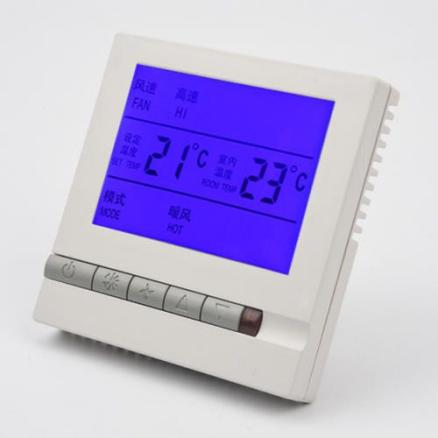 风速 高速
FAN Hi
设定温度 21°C 室内温度 23°C
SET TEMP ROOM TEMP
模式 暖风
MODE HOT